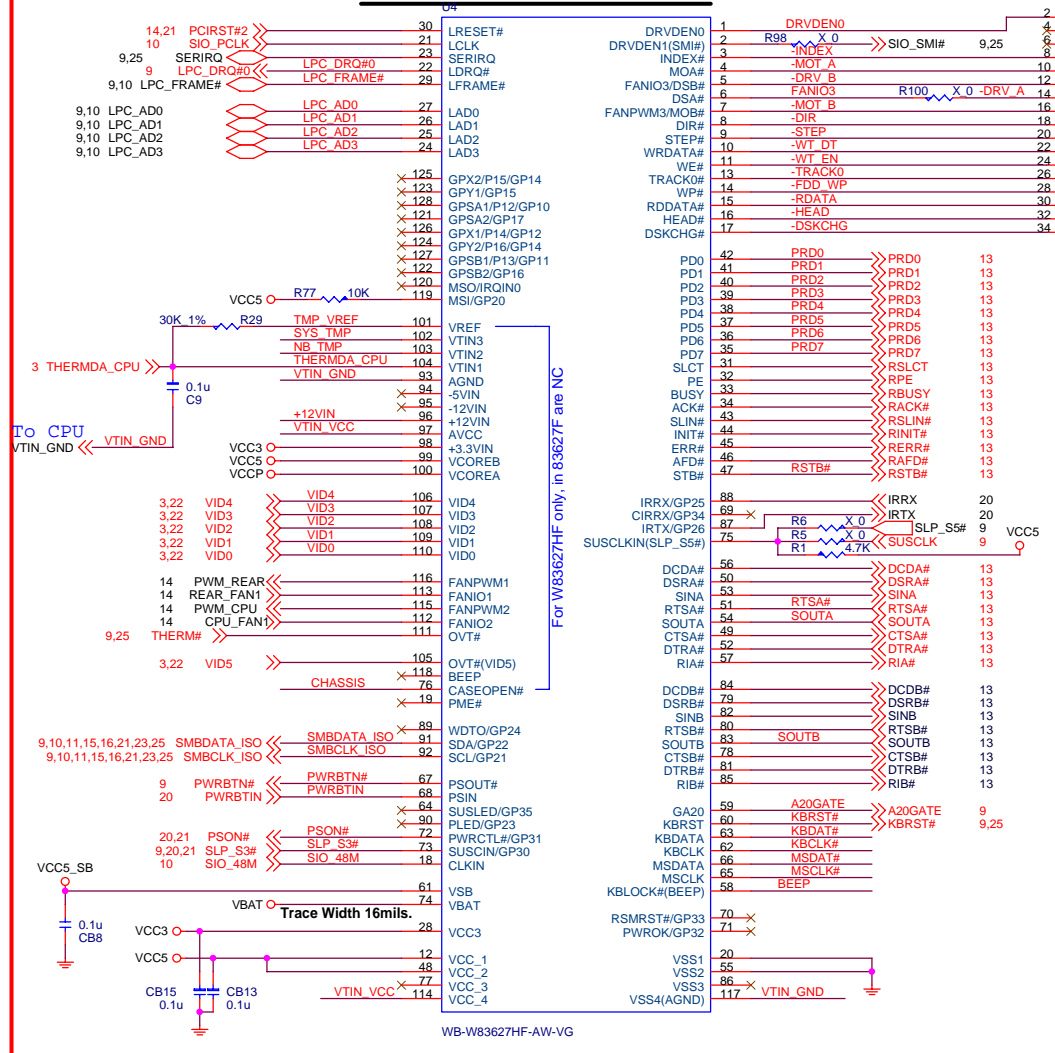 U4
14,21 PCIRST#2 30 LRESET#
10 SIO_PCLK 21 LCLK
9,25 SERIRQ 23 SERIRQ
9 LPC_DRQ#0 LPC_DRQ#0 22 LDRQ#
9,10 LPC_FRAME# LPC_FRAME# 29 LFRAME#
9,10 LPC_AD0 LPC_AD0 27 LAD0
9,10 LPC_AD1 LPC_AD1 26 LAD1
9,10 LPC_AD2 LPC_AD2 25 LAD2
9,10 LPC_AD3 LPC_AD3 24 LAD3
125 GPX2/P15/GP14
123 GPY1/GP15
128 GPSA1/P12/GP10
121 GPSA2/GP17
126 GPX1/P14/GP12
124 GPY2/P16/GP14
127 GPSB1/P13/GP11
122 GPSB2/GP16
120 MSO/IRQIN0
VCC5 R77 10K 119 MSI/GP20
30K_1% R29 TMP_VREF 101 VREF
SYS_TMP 102 VTIN3
NB_TMP 103 VTIN2
3 THERMDA_CPU THERMDA_CPU 104 VTIN1
VTIN_GND 93 AGND
0.1u
C9
94 -5VIN
95 -12VIN
+12VIN 96 +12VIN
VTIN_VCC 97 AVCC
To CPU
VTIN_GND VTIN_GND
VCC3 98 +3.3VIN
VCC5 99 VCOREB
VCCP 100 VCOREA
3,22 VID4 VID4 106 VID4
3,22 VID3 VID3 107 VID3
3,22 VID2 VID2 108 VID2
3,22 VID1 VID1 109 VID1
3,22 VID0 VID0 110 VID0
14 PWM_REAR 116 FANPWM1
14 REAR_FAN1 113 FANIO1
14 PWM_CPU 115 FANPWM2
14 CPU_FAN1 112 FANIO2
9,25 THERM# 111 OVT#
3,22 VID5 105 OVT#(VID5)
118 BEEP
CHASSIS 76 CASEOPEN#
19 PME#
For W83627HF only, in 83627F are NC
89 WDTO/GP24
9,10,11,15,16,21,23,25 SMBDATA_ISO SMBDATA_ISO 91 SDA/GP22
9,10,11,15,16,21,23,25 SMBCLK_ISO SMBCLK_ISO 92 SCL/GP21
9 PWRBTN# PWRBTN# 67 PSOUT#
20 PWRBTIN PWRBTIN 68 PSIN
64 SUSLED/GP35
90 PLED/GP23
20,21 PSON# PSON# 72 PWRCTL#/GP31
9,20,21 SLP_S3# SLP_S3# 73 SUSCIN/GP30
10 SIO_48M SIO_48M 18 CLKIN
VCC5_SB 61 VSB
VBAT 74 VBAT
Trace Width 16mils.
0.1u
CB8
VCC3 28 VCC3
VCC5 12 VCC_1
48 VCC_2
77 VCC_3
VTIN_VCC 114 VCC_4
CB15
0.1u
CB13
0.1u
WB-W83627HF-AW-VG
DRVDEN0 1 DRVDEN0 2
4
DRVDEN1(SMI#) 2 R98 X_0 SIO_SMI# 9,25 6
INDEX# 3 -INDEX 8
MOA# 4 -MOT_A 10
FANIO3/DSB# 5 -DRV_B 12
DSA# 6 FANIO3 R100 X_0 -DRV_A 14
FANPWM3/MOB# 7 -MOT_B 16
DIR# 8 -DIR 18
STEP# 9 -STEP 20
WRDATA# 10 -WT_DT 22
WE# 11 -WT_EN 24
TRACK0# 13 -TRACK0 26
WP# 14 -FDD_WP 28
RDDATA# 15 -RDATA 30
HEAD# 16 -HEAD 32
DSKCHG# 17 -DSKCHG 34
PD0 42 PRD0 PRD0 13
PD1 41 PRD1 PRD1 13
PD2 40 PRD2 PRD2 13
PD3 39 PRD3 PRD3 13
PD4 38 PRD4 PRD4 13
PD5 37 PRD5 PRD5 13
PD6 36 PRD6 PRD6 13
PD7 35 PRD7 PRD7 13
SLCT 31 RSLCT 13
PE 32 RPE 13
BUSY 33 RBUSY 13
ACK# 34 RACK# 13
SLIN# 43 RSLIN# 13
INIT# 44 RINIT# 13
ERR# 45 RERR# 13
AFD# 46 RAFD# 13
STB# 47 RSTB# RSTB# 13
IRRX/GP25 88 IRRX 20
CIRRX/GP34 69 IRTX 20
IRTX/GP26 87 R6 X_0 SLP_S5# 9
SUSCLKIN(SLP_S5#) 75 R5 X_0 SUSCLK 9
R1 4.7K VCC5
DCDA# 56 DCDA# 13
DSRA# 50 DSRA# 13
SINA 53 SINA 13
RTSA# 51 RTSA# RTSA# 13
SOUTA 54 SOUTA SOUTA 13
CTSA# 49 CTSA# 13
DTRA# 52 DTRA# 13
RIA# 57 RIA# 13
DCDB# 84 DCDB# 13
DSRB# 79 DSRB# 13
SINB 82 SINB 13
RTSB# 80 RTSB# 13
SOUTB 83 SOUTB SOUTB 13
CTSB# 78 CTSB# 13
DTRB# 81 DTRB# 13
RIB# 85 RIB# 13
GA20 59 A20GATE A20GATE 9
KBRST 60 KBRST# KBRST# 9,25
KBDATA 63 KBDAT#
KBCLK 62 KBCLK#
MSDATA 66 MSDAT#
MSCLK 65 MSCLK#
KBLOCK#(BEEP) 58 BEEP
RSMRST#/GP33 70
PWROK/GP32 71
VSS1 20
VSS2 55
VSS3 86
VSS4(AGND) 117 VTIN_GND